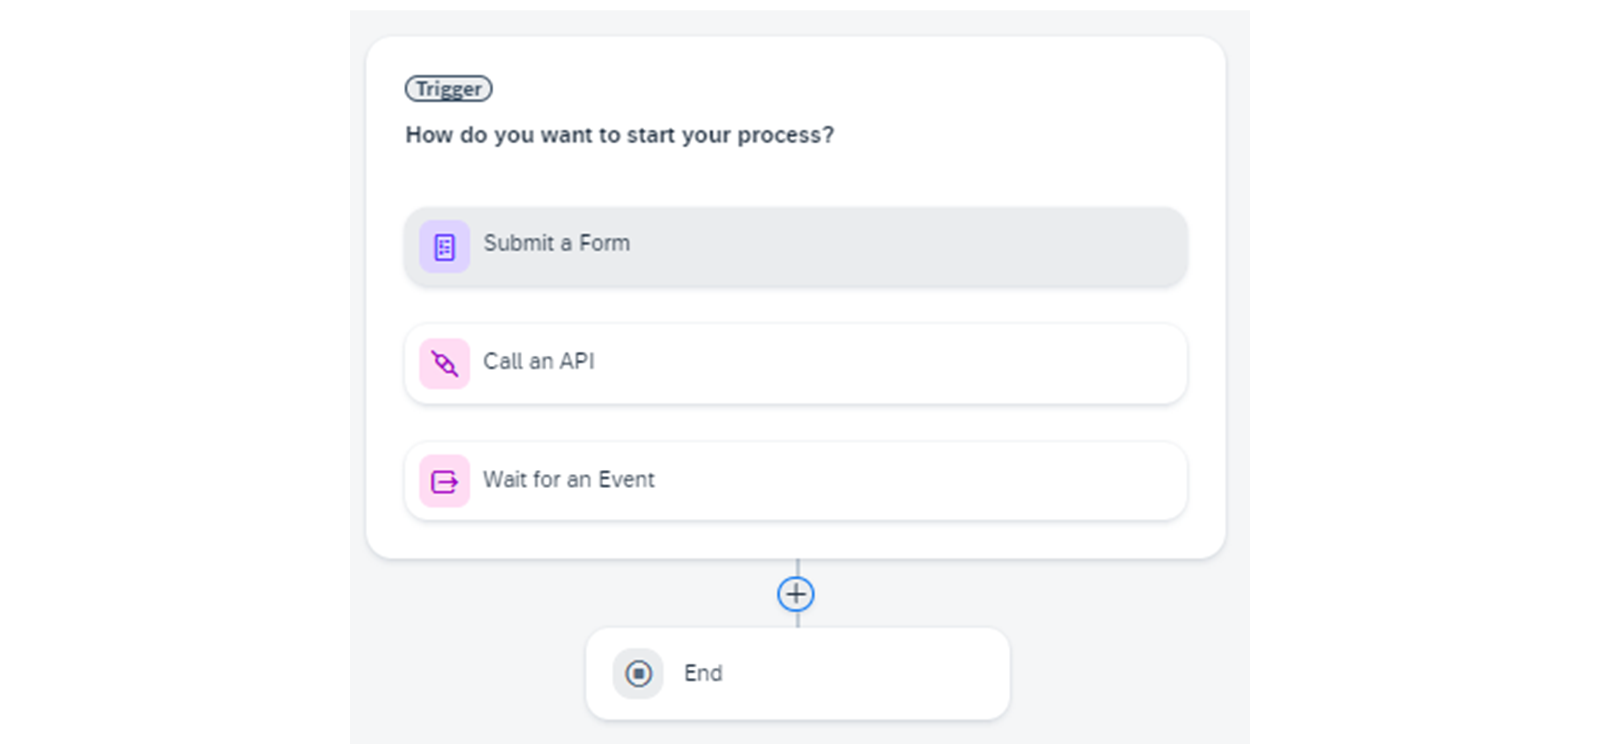 Trigger
How do you want to start your process?
Submit a Form
Call an API
Wait for an Event
End